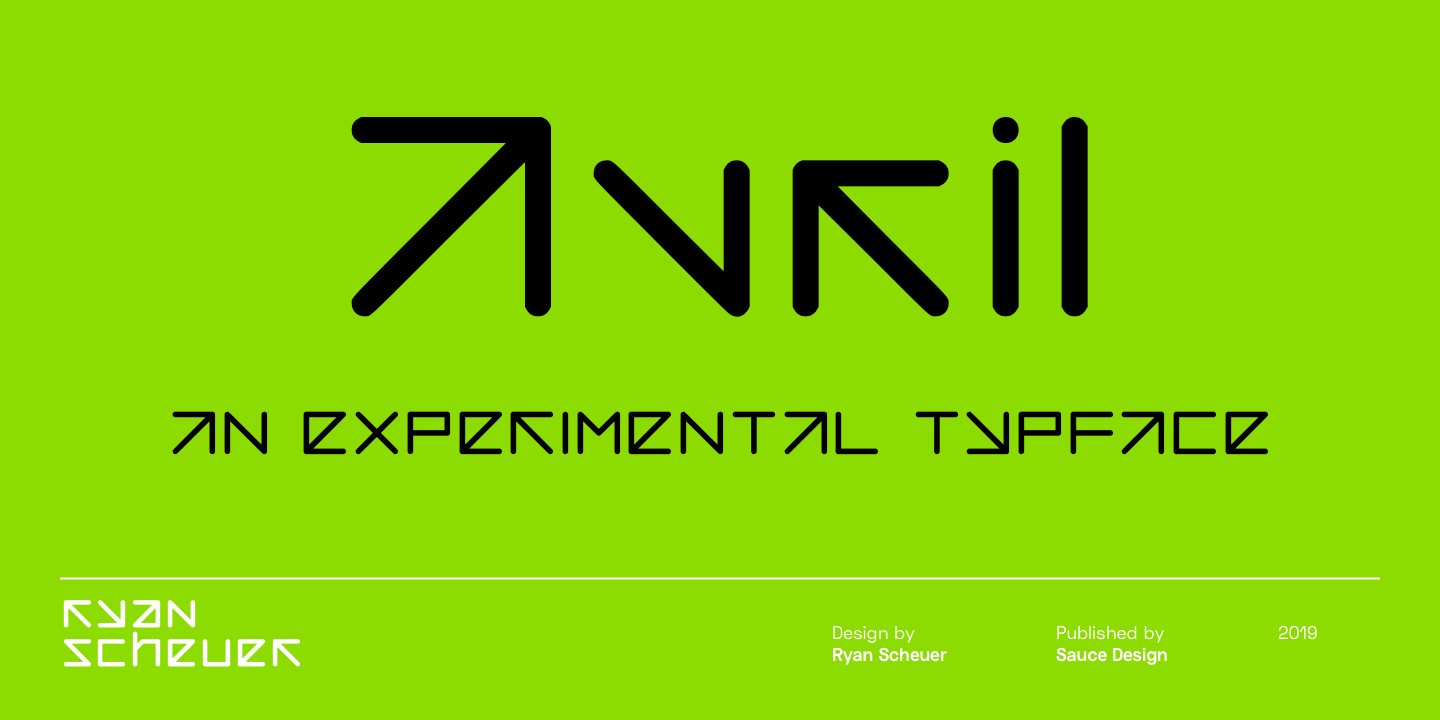 Avril
AN EXPERIMENTAL TYPFACE
Ryan
scheuer
Design by
Ryan Scheuer
Published by
Sauce Design
2019